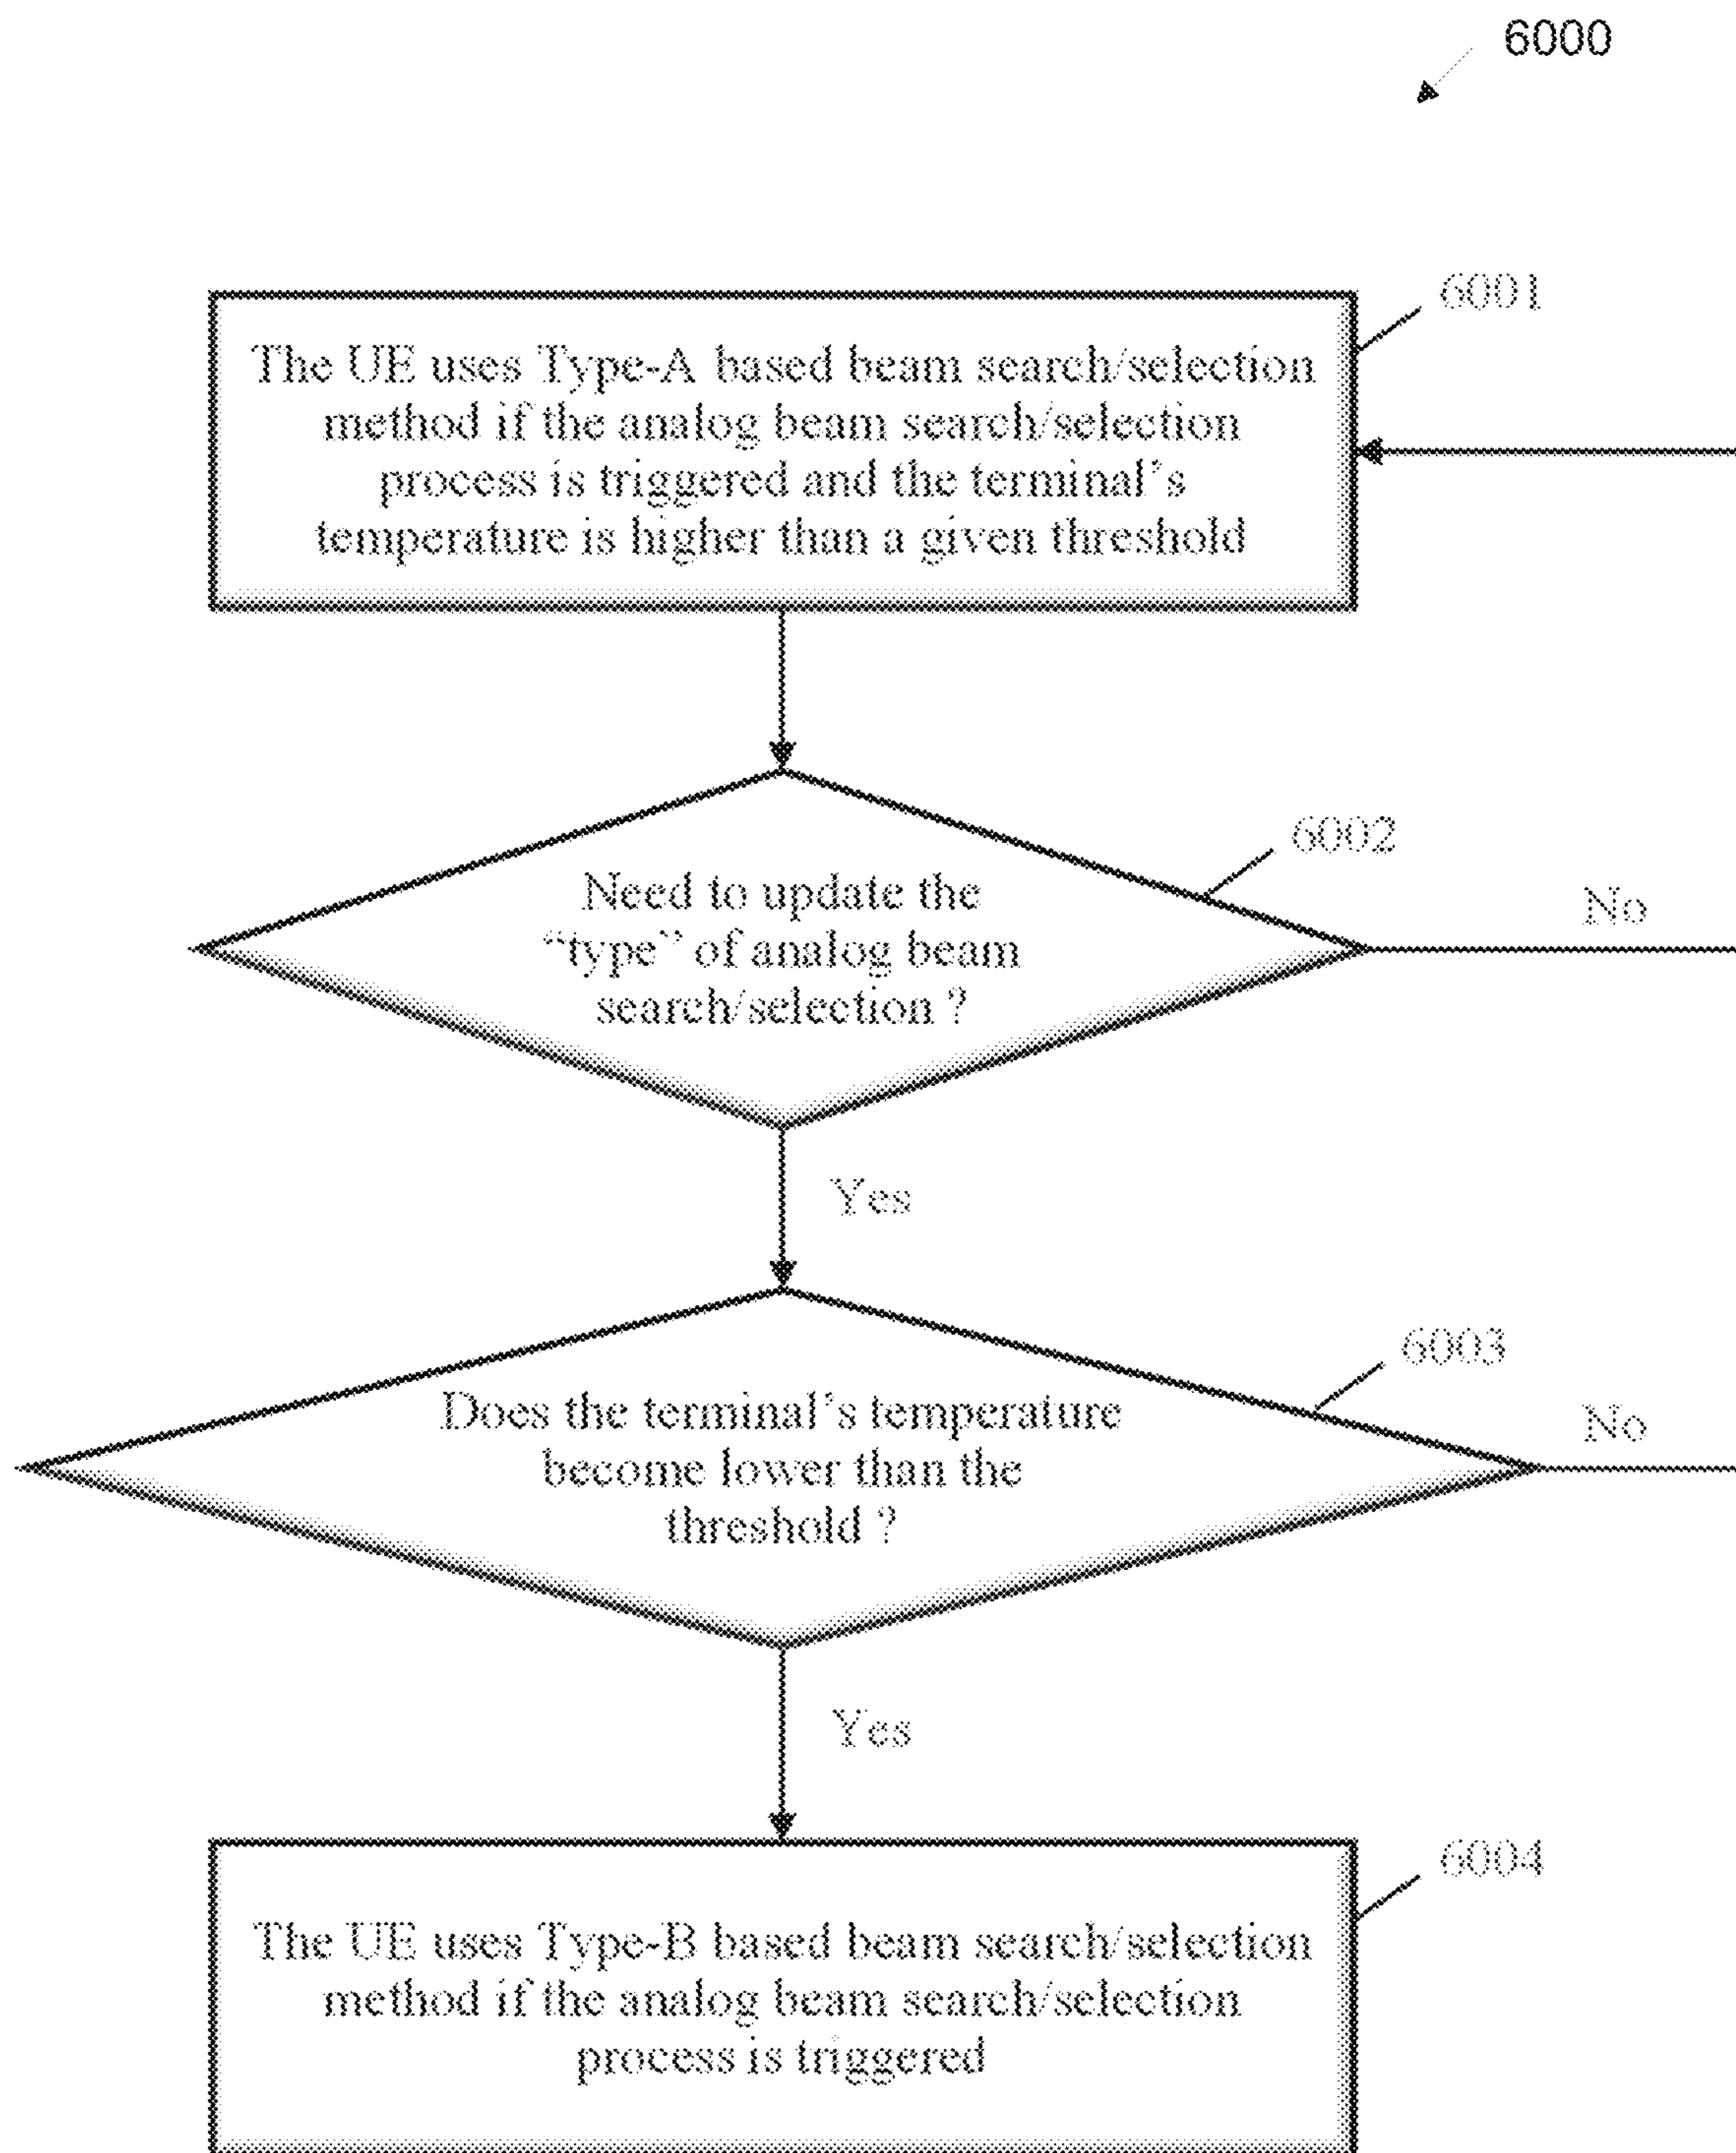 6000
6001
The UE uses Type-A based beam search/selection
method if the analog beam search/selection
process is triggered and the terminal's
temperature is higher than a given threshold
6002
No
Need to update the
“type” of analog beam
search/selection ?
Yes
6003
No
Does the terminal's temperature
become lower than the
threshold ?
Yes
6004
The UE uses Type-B based beam search/selection
method if the analog beam search/selection
process is triggered